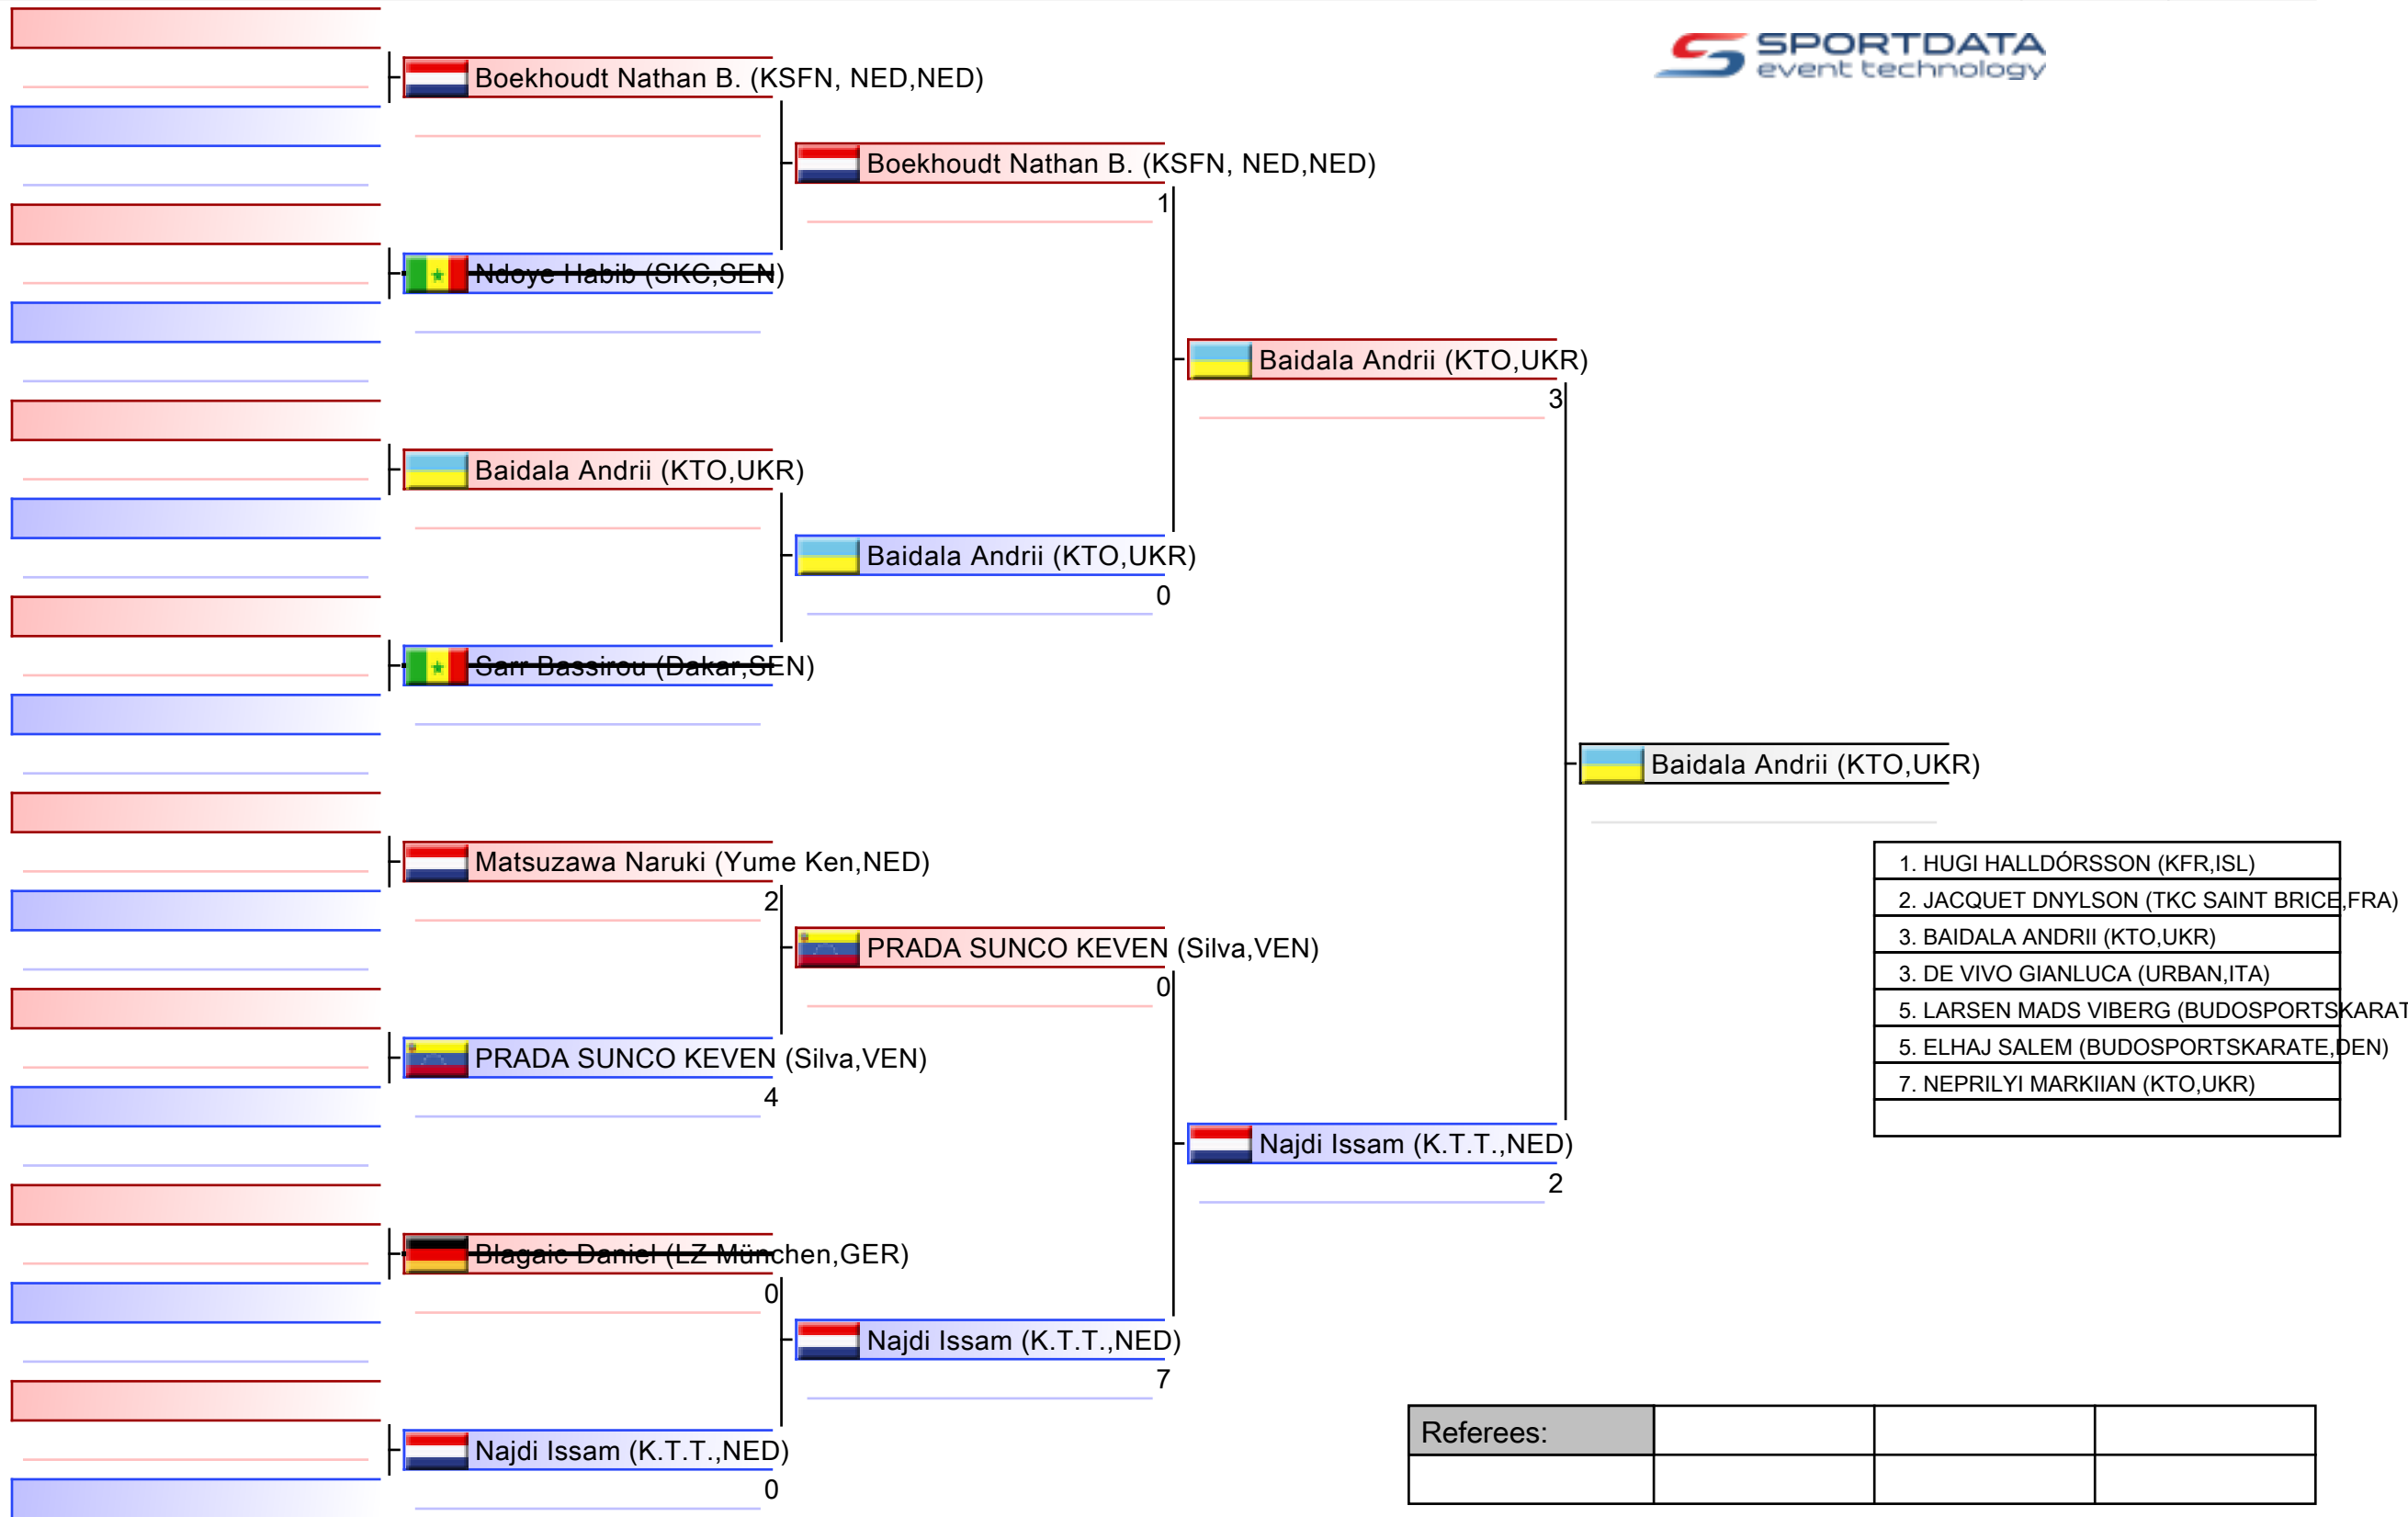 SPORTDATA
event technology
Boekhoudt Nathan B. (KSFN, NED,NED)
Boekhoudt Nathan B. (KSFN, NED,NED)
1
Ndoye Habib (SKC,SEN)
Baidala Andrii (KTO,UKR)
3
Baidala Andrii (KTO,UKR)
Baidala Andrii (KTO,UKR)
0
Sarr Bassirou (Dakar,SEN)
Baidala Andrii (KTO,UKR)
Matsuzawa Naruki (Yume Ken,NED)
2
PRADA SUNCO KEVEN (Silva,VEN)
0
PRADA SUNCO KEVEN (Silva,VEN)
4
1. HUGI HALLDÓRSSON (KFR,ISL)
2. JACQUET DNYLSON (TKC SAINT BRICE,FRA)
3. BAIDALA ANDRII (KTO,UKR)
3. DE VIVO GIANLUCA (URBAN,ITA)
5. LARSEN MADS VIBERG (BUDOSPORTSKARAT
5. ELHAJ SALEM (BUDOSPORTSKARATE,DEN)
7. NEPRILYI MARKIIAN (KTO,UKR)
Najdi Issam (K.T.T.,NED)
2
Blagaic Daniel (LZ München,GER)
0
Najdi Issam (K.T.T.,NED)
7
Najdi Issam (K.T.T.,NED)
0
Referees: